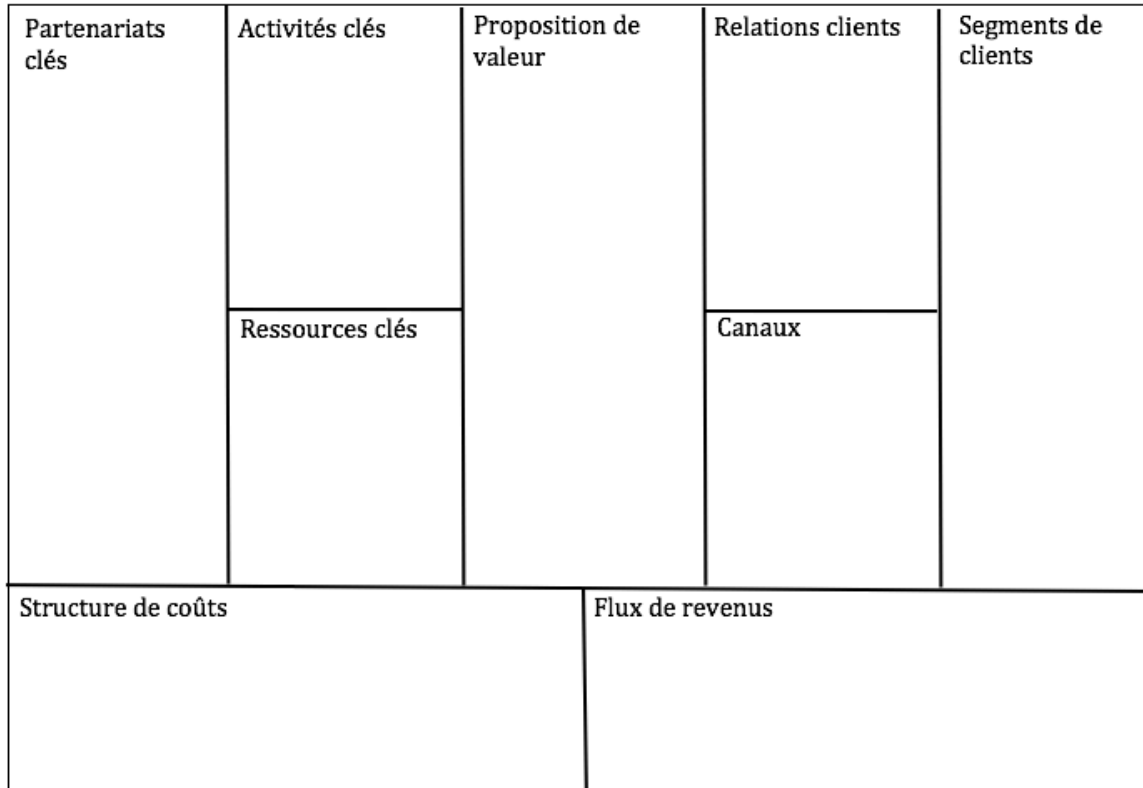 Partenariats
clés
Activités clés
Proposition de
valeur
Relations clients
Segments de
clients
Ressources clés
Canaux
Structure de coûts
Flux de revenus